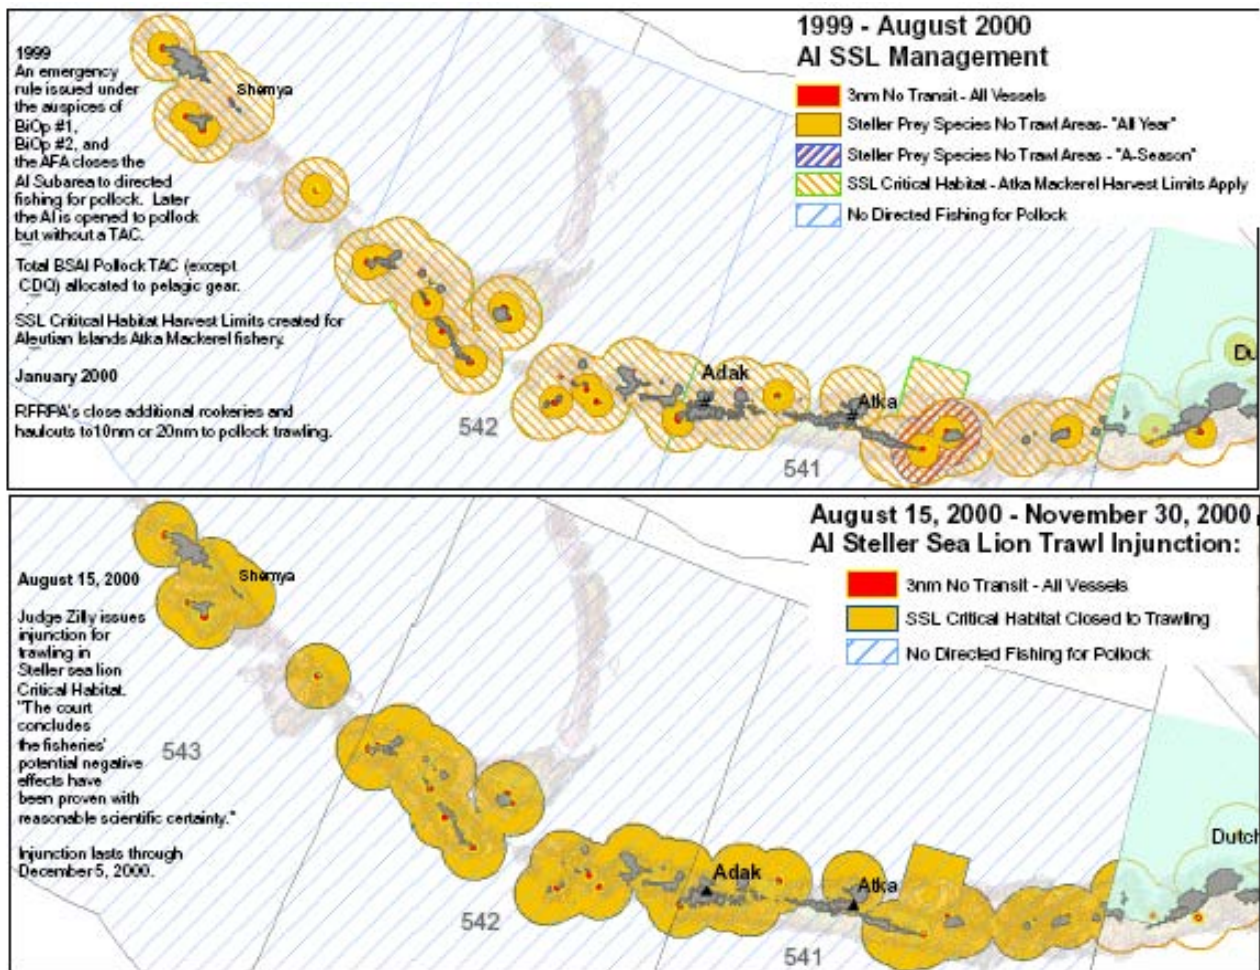 1999 - August 2000
AI SSL Management
3nm No Transit - All Vessels
Steller Prey Species No Trawl Areas- "All Year"
Steller Prey Species No Trawl Areas - "A-Season"
SSL Critical Habitat - Atka Mackerel Harvest Limits Apply
No Directed Fishing for Pollock
1999
An emergency
rule issued under
the auspices of
BiOp #1,
BiOp #2, and
the AFA closes the
AI Subarea to directed
fishing for pollock. Later
the AI is opened to pollock
but without a TAC.
Total BSAI Pollock TAC (except
CDQ) allocated to pelagic gear.
SSL Crititcal Habitat Harvest Limits created for
Aleutian Islands Atka Mackerel fishery.
January 2000
RFRPA's close additional rookeries and
haulouts to10nm or 20nm to pollock trawling.
Shemya
Adak
Atka
Du
542
541
August 15, 2000 - November 30, 2000
AI Steller Sea Lion Trawl Injunction:
3nm No Transit - All Vessels
SSL Critical Habitat Closed to Trawling
No Directed Fishing for Pollock
August 15, 2000
Judge Zilly issues
injunction for
trawling in
Steller sea lion
Critical Habitat.
"The court
concludes
the fisheries'
potential negative
effects have
been proven with
reasonable scientific certainty."
Injunction lasts through
December 5, 2000.
Shemya
543
Adak
Atka
Dutch
542
541